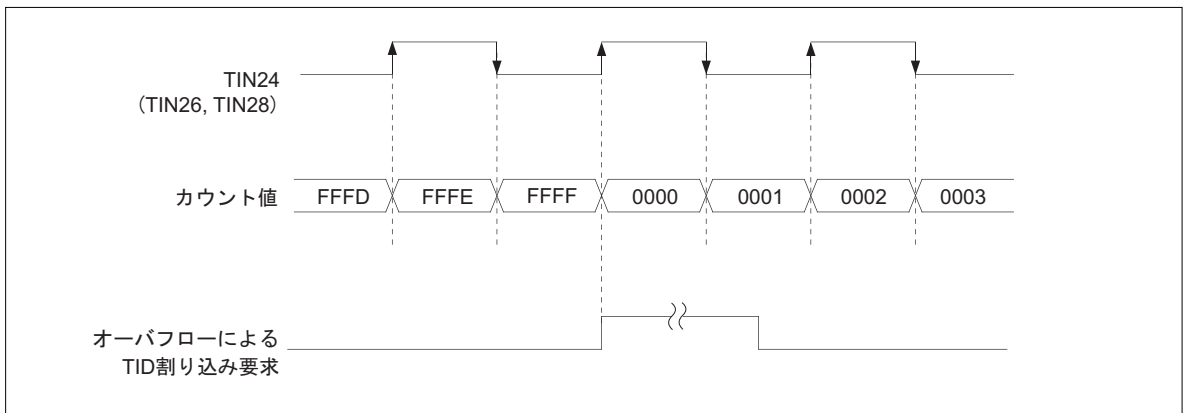 TIN24
（TIN26, TIN28）
カウント値 FFFD FFFE FFFF 0000 0001 0002 0003
オーバフローによる
TID割り込み要求